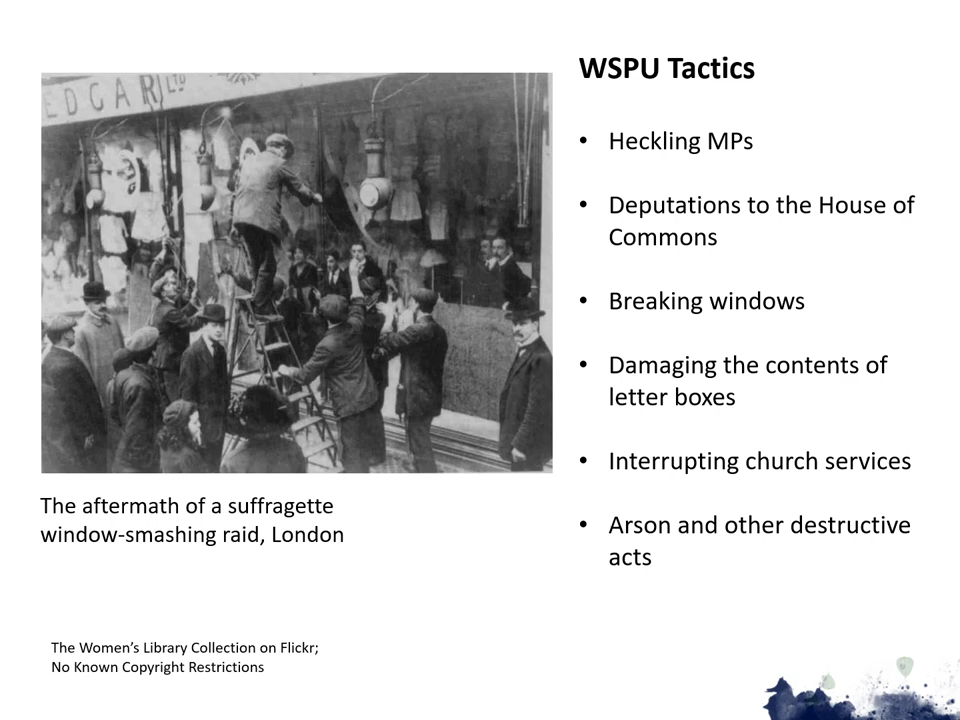 EDGAR LTD
WSPU Tactics
• Heckling MPs
• Deputations to the House of
Commons
• Breaking windows
• Damaging the contents of
letter boxes
• Interrupting church services
• Arson and other destructive
acts
The aftermath of a suffragette
window-smashing raid, London
The Women’s Library Collection on Flickr;
No Known Copyright Restrictions